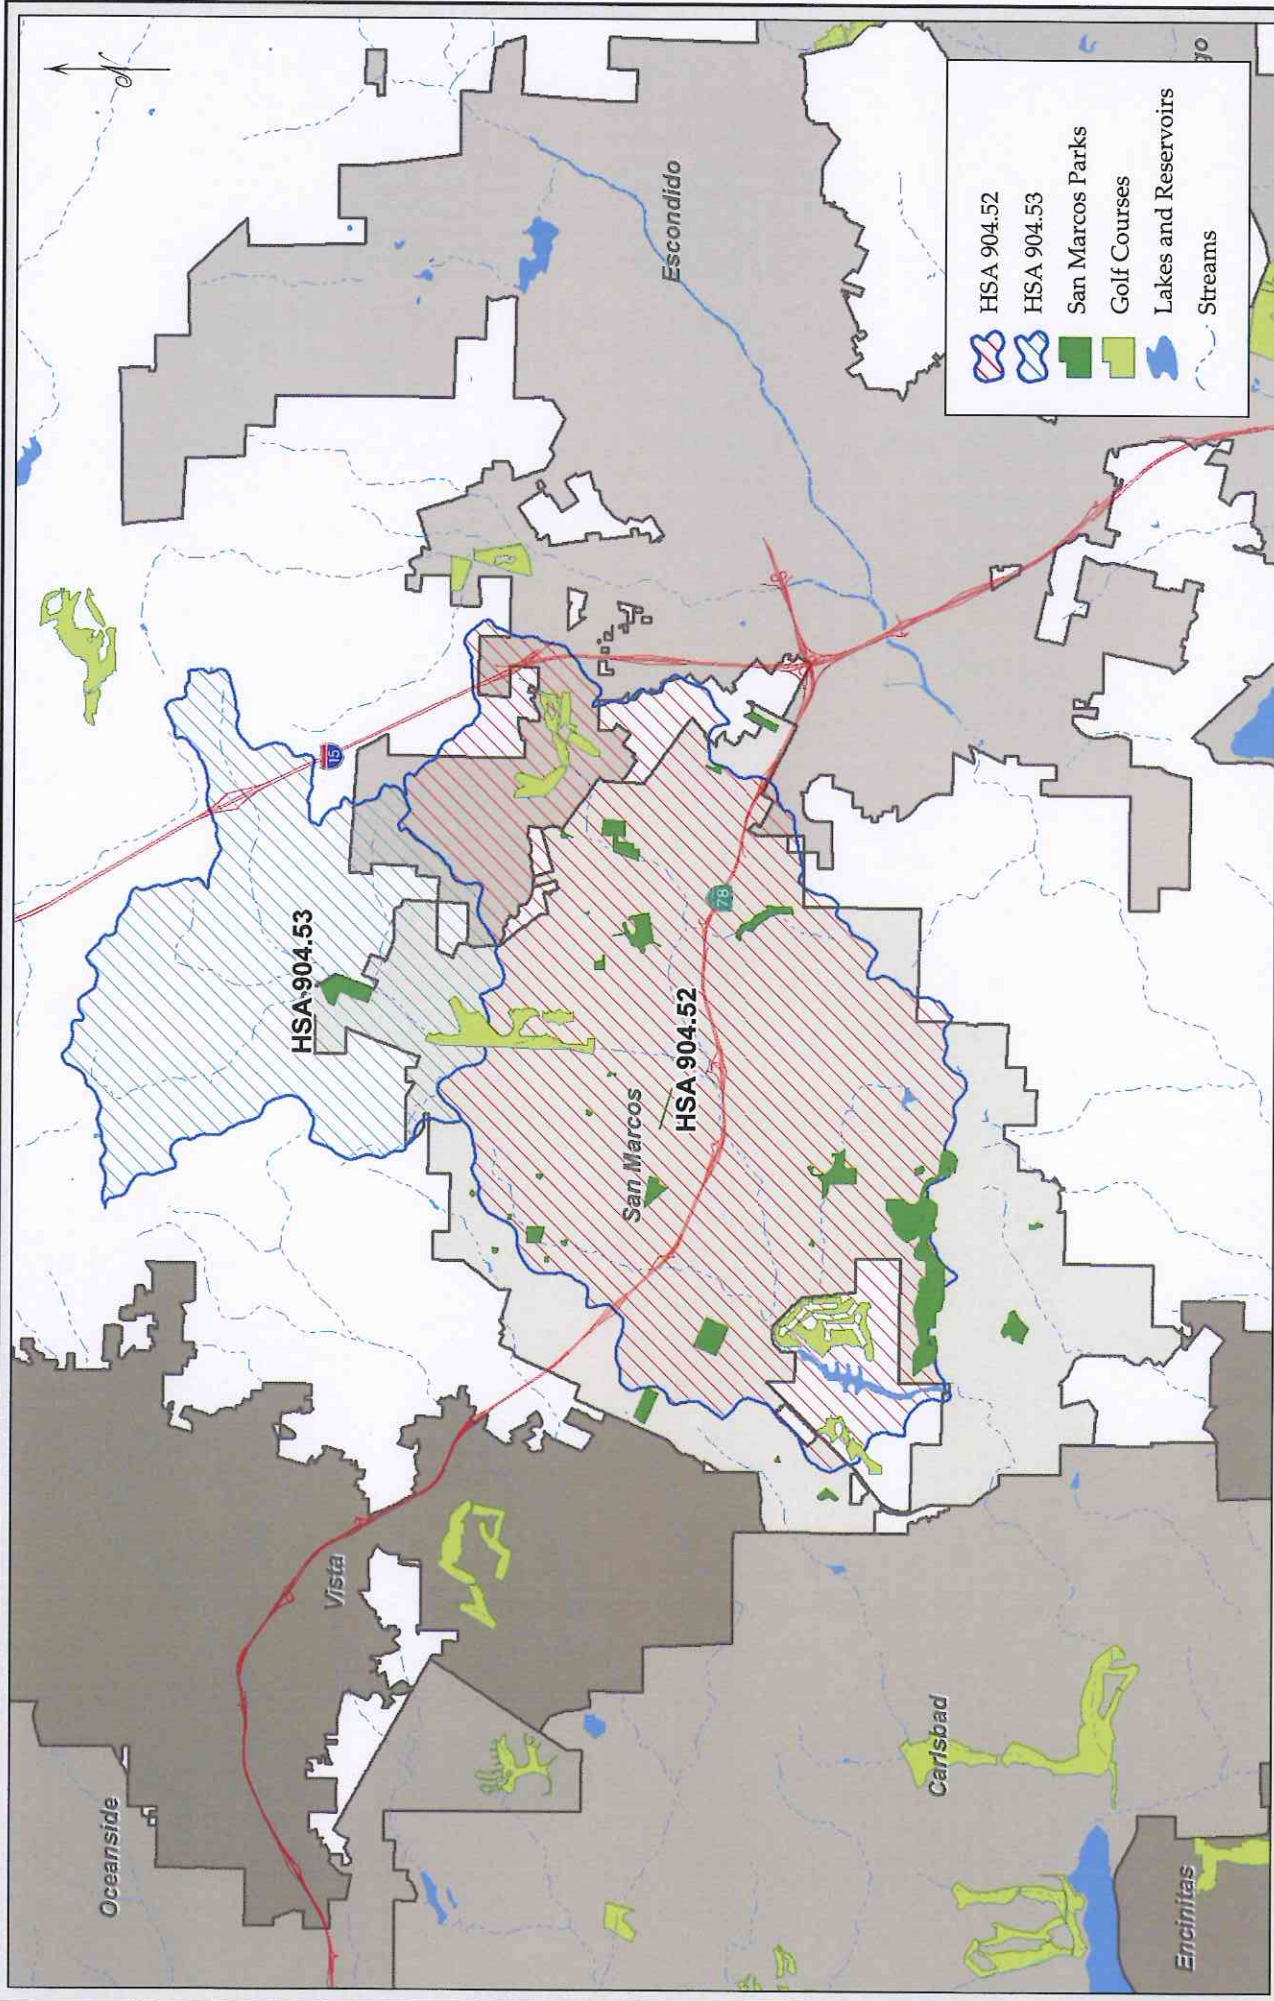 N
Oceanside
Vista
Carlsbad
Encinitas
San Marcos
Escondido
go
HSA 904.53
HSA 904.52
15
78
HSA 904.52
HSA 904.53
San Marcos Parks
Golf Courses
Lakes and Reservoirs
Streams